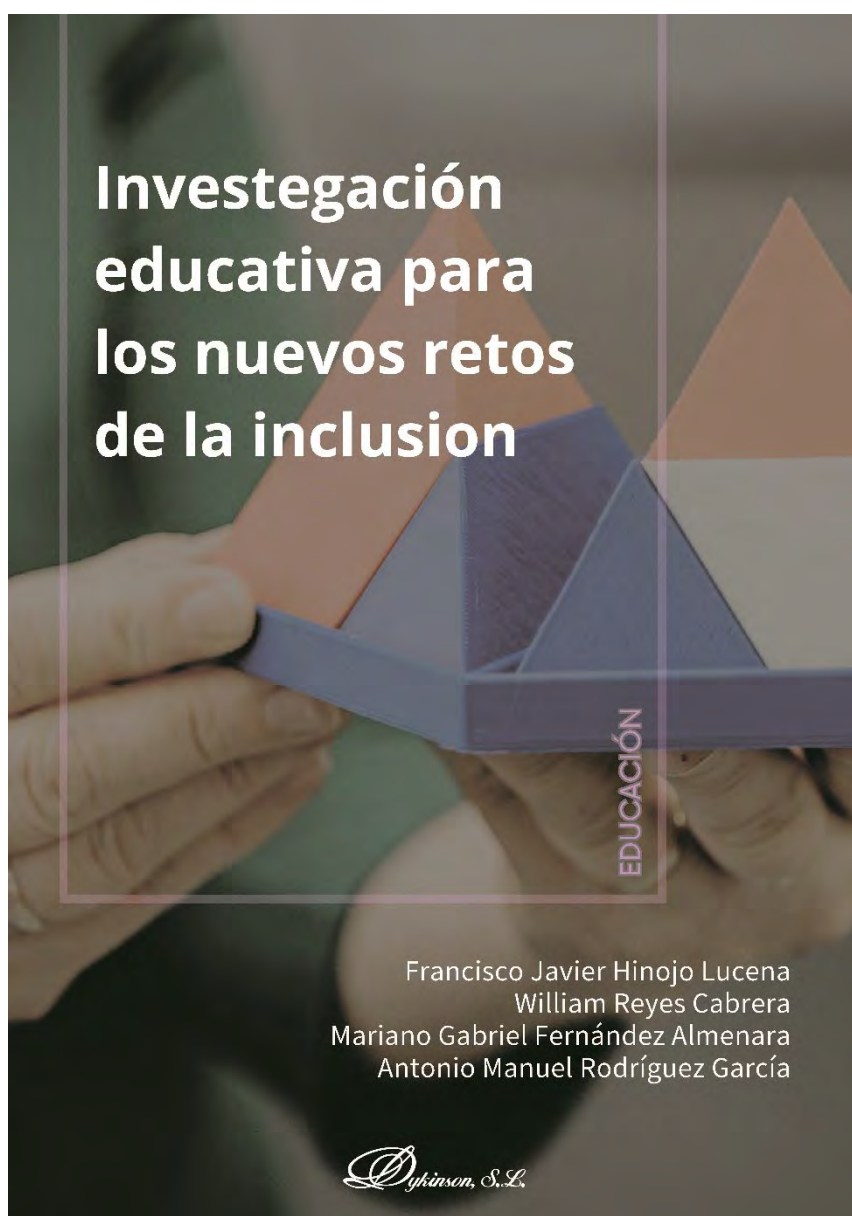 Investegación
educativa para
los nuevos retos
de la inclusion
EDUCACIÓN
Francisco Javier Hinojo Lucena
William Reyes Cabrera
Mariano Gabriel Fernández Almenara
Antonio Manuel Rodríguez García
Dykinson, S.L.